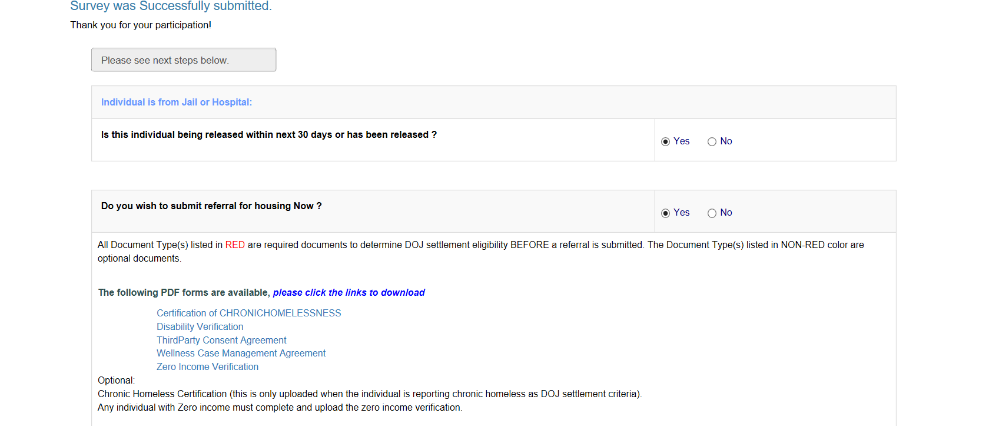 Survey was Successfully submitted.
Thank you for your participation!
Please see next steps below.
Individual is from Jail or Hospital:
Is this individual being released within next 30 days or has been released ?
Yes No
Do you wish to submit referral for housing Now ?
Yes No
All Document Type(s) listed in RED are required documents to determine DOJ settlement eligibility BEFORE a referral is submitted. The Document Type(s) listed in NON-RED color are
optional documents.
The following PDF forms are available, please click the links to download
Certification of CHRONICHOMELESSNESS
Disability Verification
ThirdParty Consent Agreement
Wellness Case Management Agreement
Zero Income Verification
Optional:
Chronic Homeless Certification (this is only uploaded when the individual is reporting chronic homeless as DOJ settlement criteria).
Any individual with Zero income must complete and upload the zero income verification.